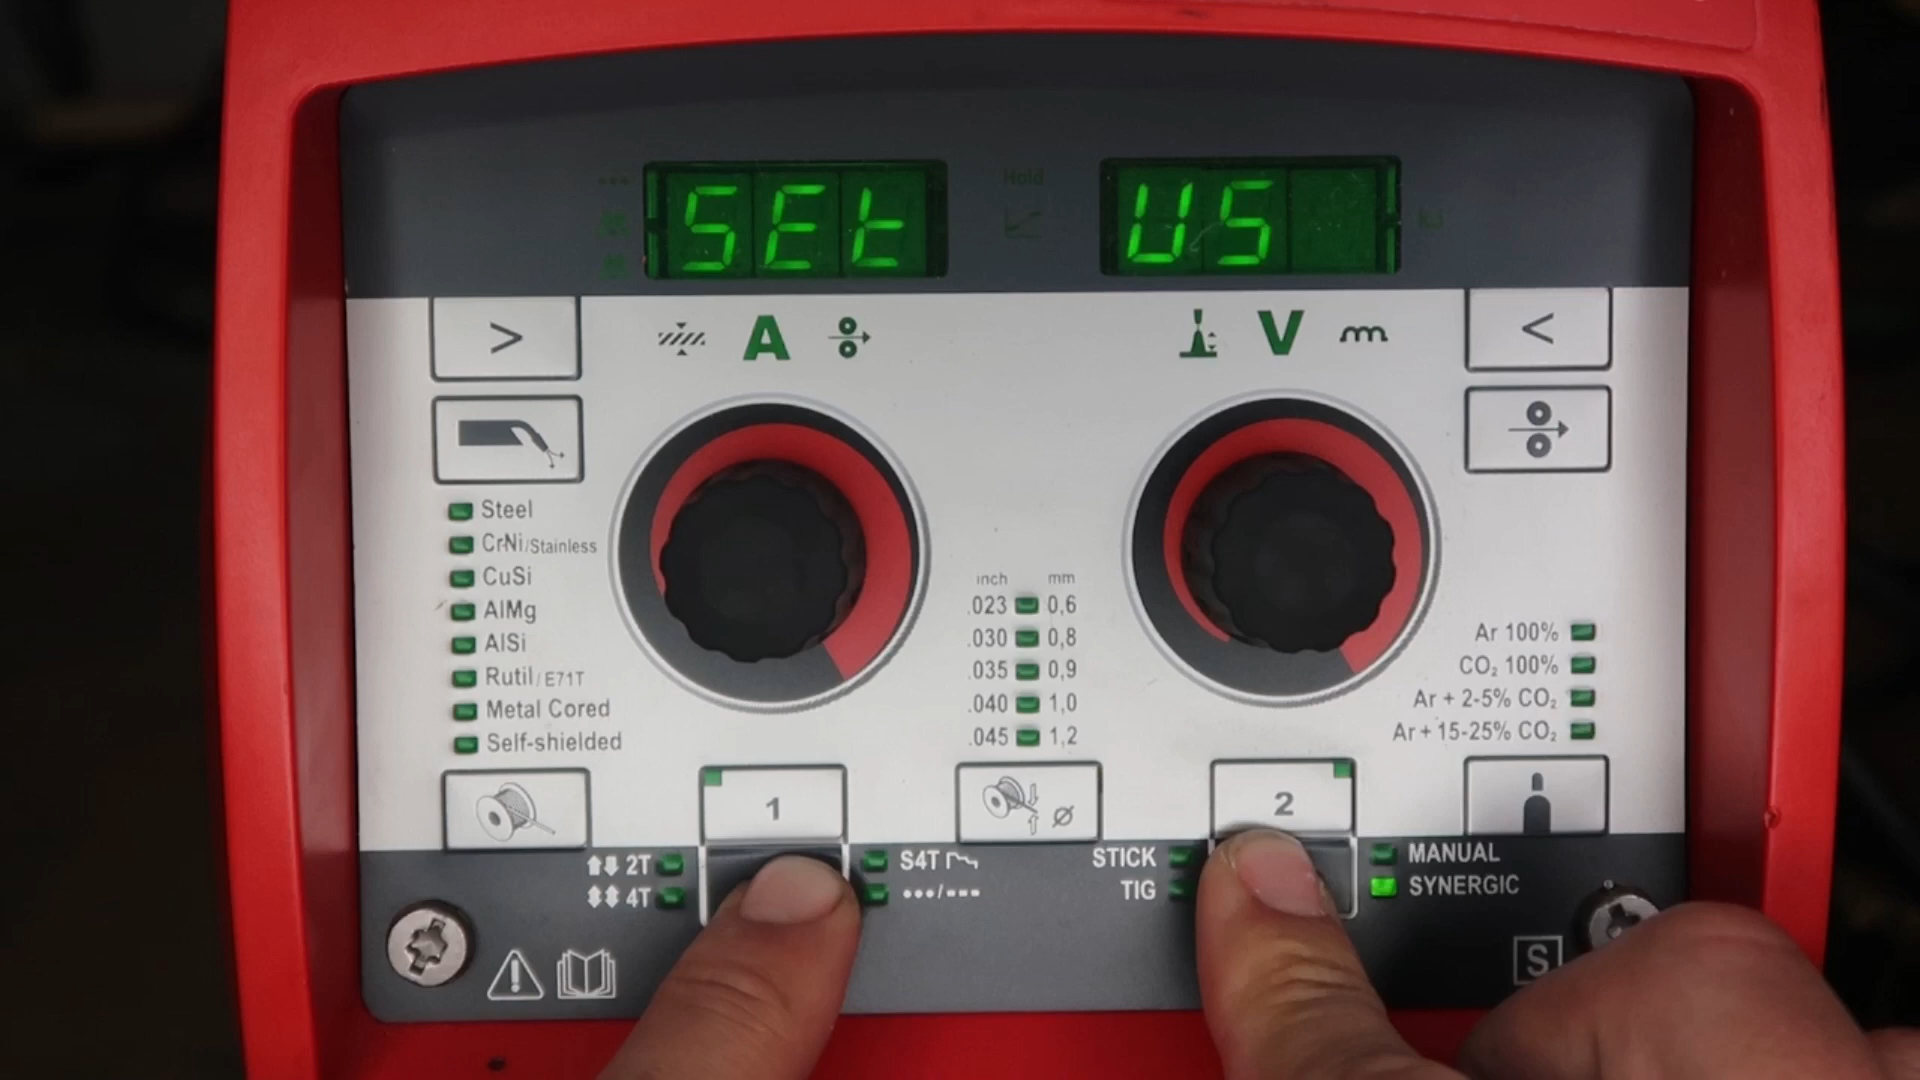 Hold
SEt
US
>
A
V
<
Steel
CrNi/Stainless
CuSi
AlMg
AlSi
Rutil/E71T
Metal Cored
Self-shielded
inch mm
.023 0,6
.030 0,8
.035 0,9
.040 1,0
.045 1,2
Ar 100%
CO₂ 100%
Ar + 2-5% CO₂
Ar + 15-25% CO₂
1
Ø
2
2T
4T
S4T
•••/---
STICK
TIG
MANUAL
SYNERGIC
S